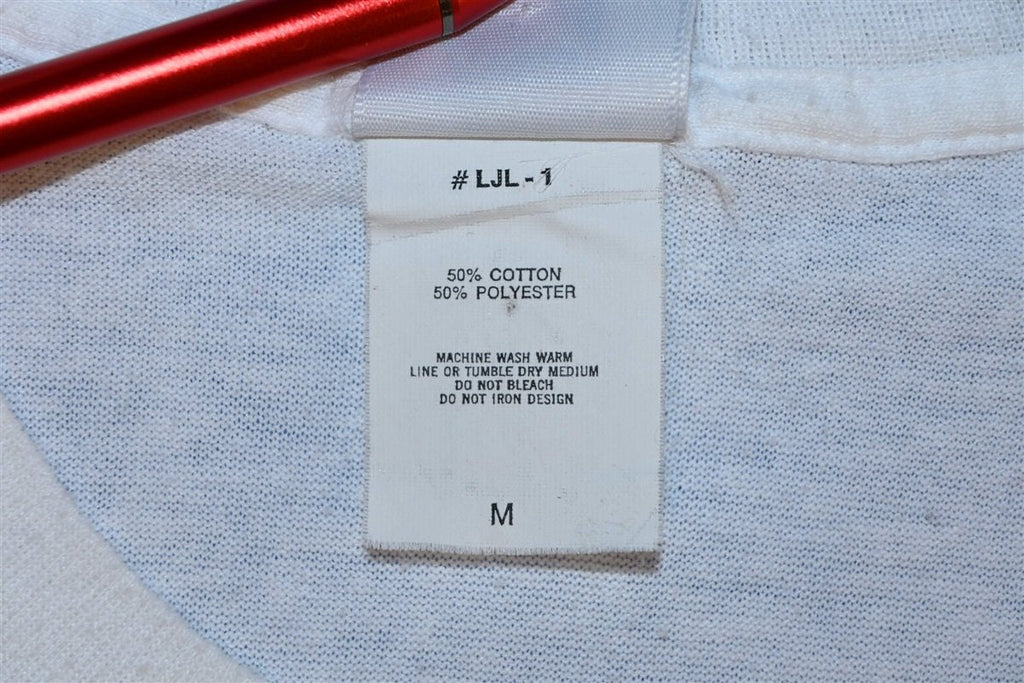 # LJL - 1
50% COTTON
50% POLYESTER
MACHINE WASH WARM
LINE OR TUMBLE DRY MEDIUM
DO NOT BLEACH
DO NOT IRON DESIGN
M